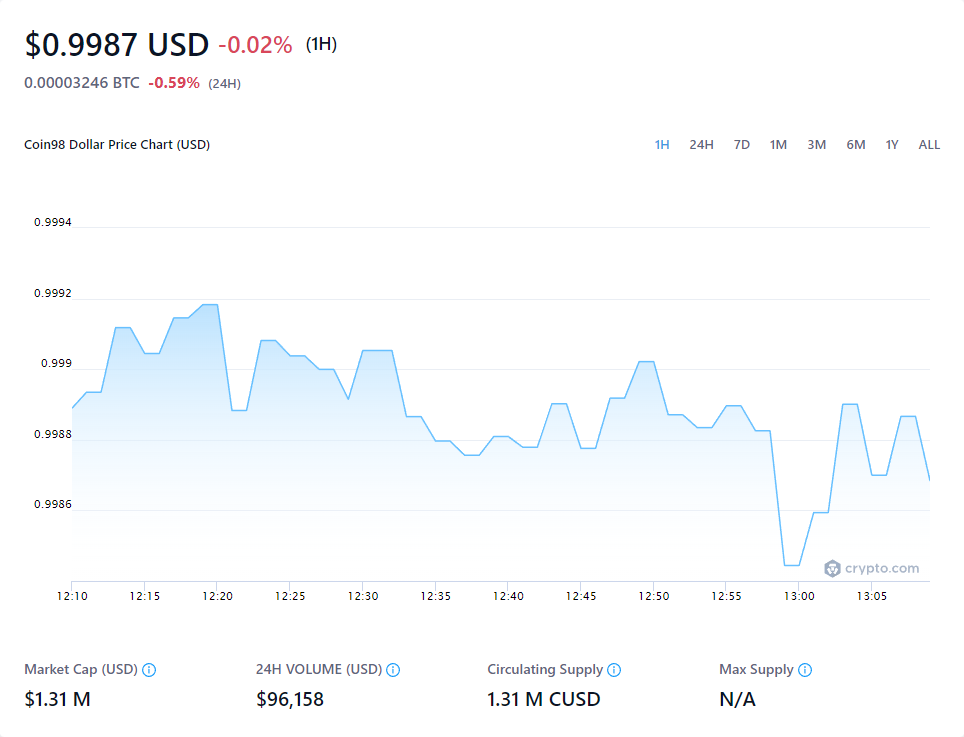 $0.9987 USD -0.02% (1H)
0.00003246 BTC -0.59% (24H)
Coin98 Dollar Price Chart (USD) 1H 24H 7D 1M 3M 6M 1Y ALL
0.9994
0.9992
0.999
0.9988
0.9986
crypto.com
12:10 12:15 12:20 12:25 12:30 12:35 12:40 12:45 12:50 12:55 13:00 13:05
Market Cap (USD) 24H VOLUME (USD) Circulating Supply Max Supply
$1.31 M $96,158 1.31 M CUSD N/A